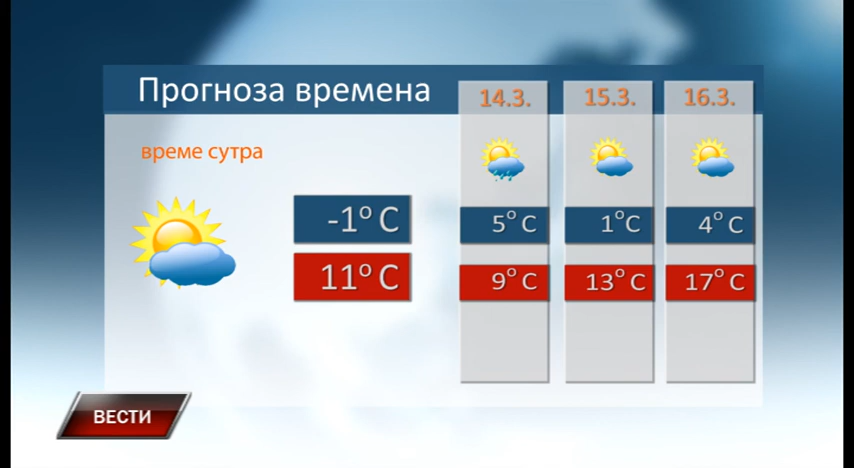 Прогноза времена
време сутра
-1° C
11° C
14.3.
15.3.
16.3.
5° C
1°C
4° C
9° C
13° C
17° C
ВЕСТИ